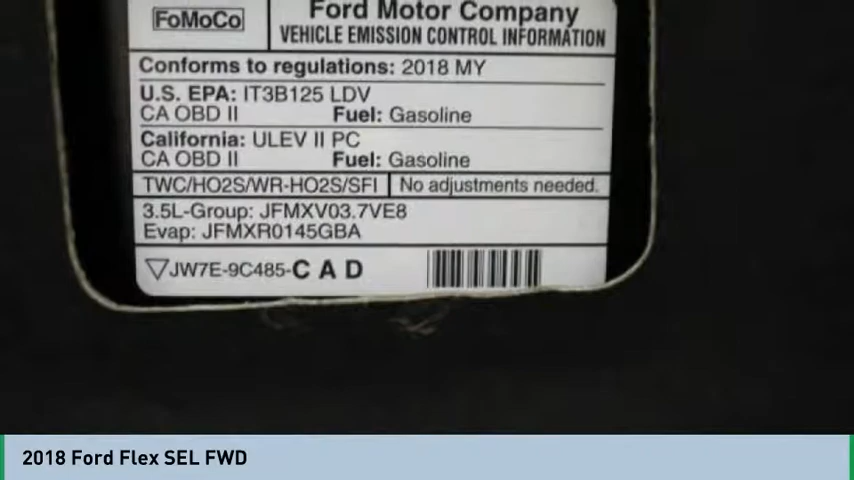 FoMoCo
Ford Motor Company
VEHICLE EMISSION CONTROL INFORMATION
Conforms to regulations: 2018 MY
U.S. EPA: IT3B125 LDV
CA OBD II Fuel: Gasoline
California: ULEV II PC
CA OBD II Fuel: Gasoline
TWC/HO2S/WR-HO2S/SFI No adjustments needed.
3.5L-Group: JFMXV03.7VE8
Evap: JFMXR0145GBA
JW7E-9C485-C A D
2018 Ford Flex SEL FWD